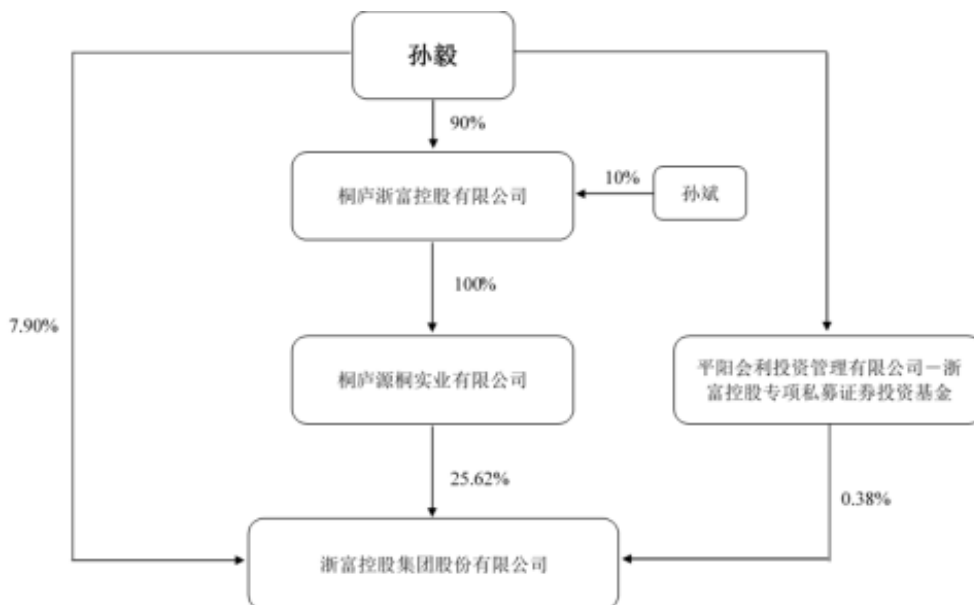 孙毅
90%
桐庐浙富控股有限公司
10%
孙斌
100%
7.90%
桐庐源桐实业有限公司
平阳会利投资管理有限公司－浙
富控股专项私募证券投资基金
25.62%
0.38%
浙富控股集团股份有限公司